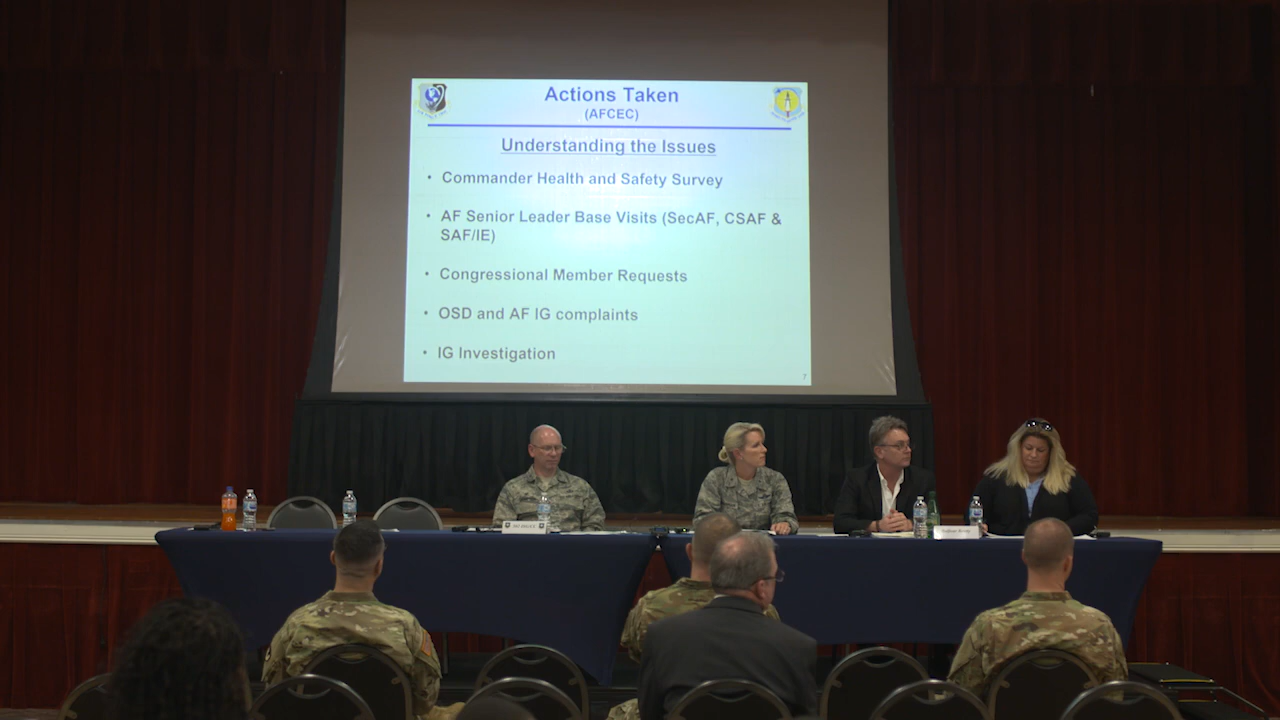 Actions Taken
(AFCEC)
Understanding the Issues
• Commander Health and Safety Survey
• AF Senior Leader Base Visits (SecAF, CSAF &
SAF/IE)
• Congressional Member Requests
• OSD and AF IG complaints
• IG Investigation
7